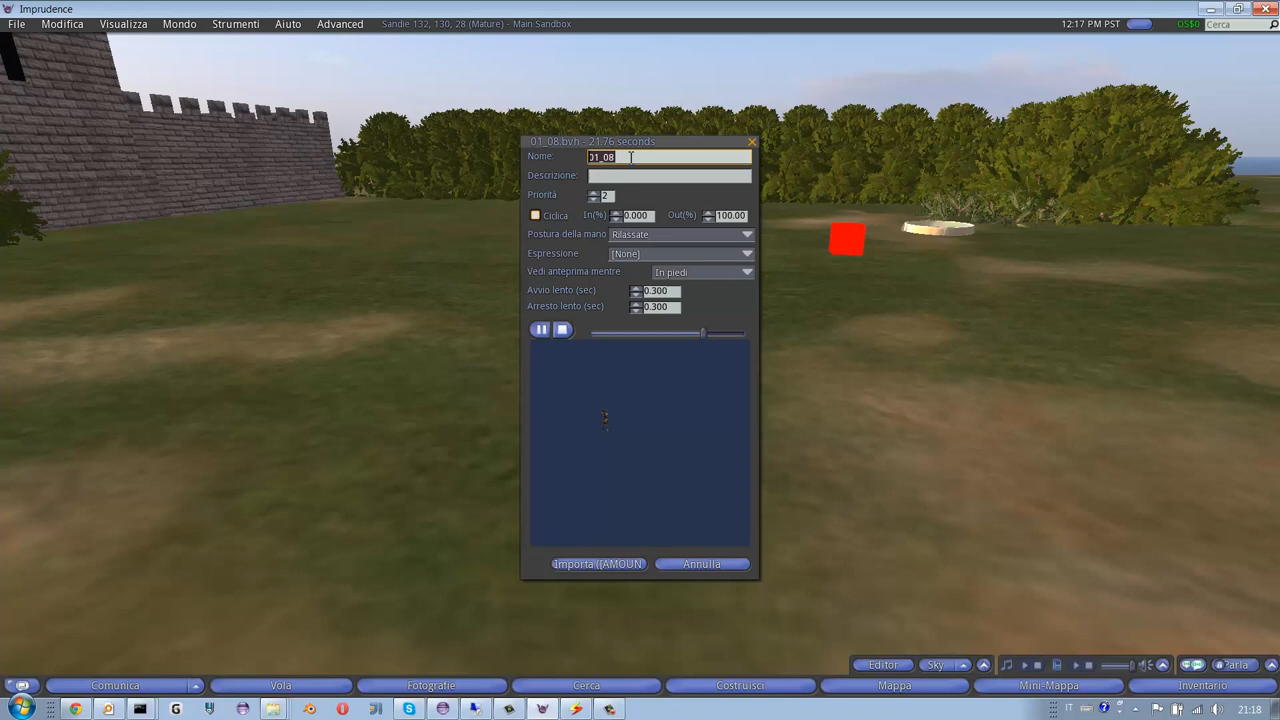 Imprudence
File Modifica Visualizza Mondo Strumenti Aiuto Advanced Sandie 132, 130, 28 (Mature) - Main Sandbox 12:17 PM PST OS$0 Cerca
01_08.bvh - 21.76 seconds
Nome: 01_08
Descrizione:
Priorità 2
Ciclica In(%) 0.000 Out(%) 100.00
Postura della mano Rilassate
Espressione [None]
Vedi anteprima mentre In piedi
Avvio lento (sec) 0.300
Arresto lento (sec) 0.300
Importa ([AMOUN Annulla
Editor Sky Parla
Comunica Vola Fotografie Cerca Costruisci Mappa Mini-Mappa Inventario
IT 21:18